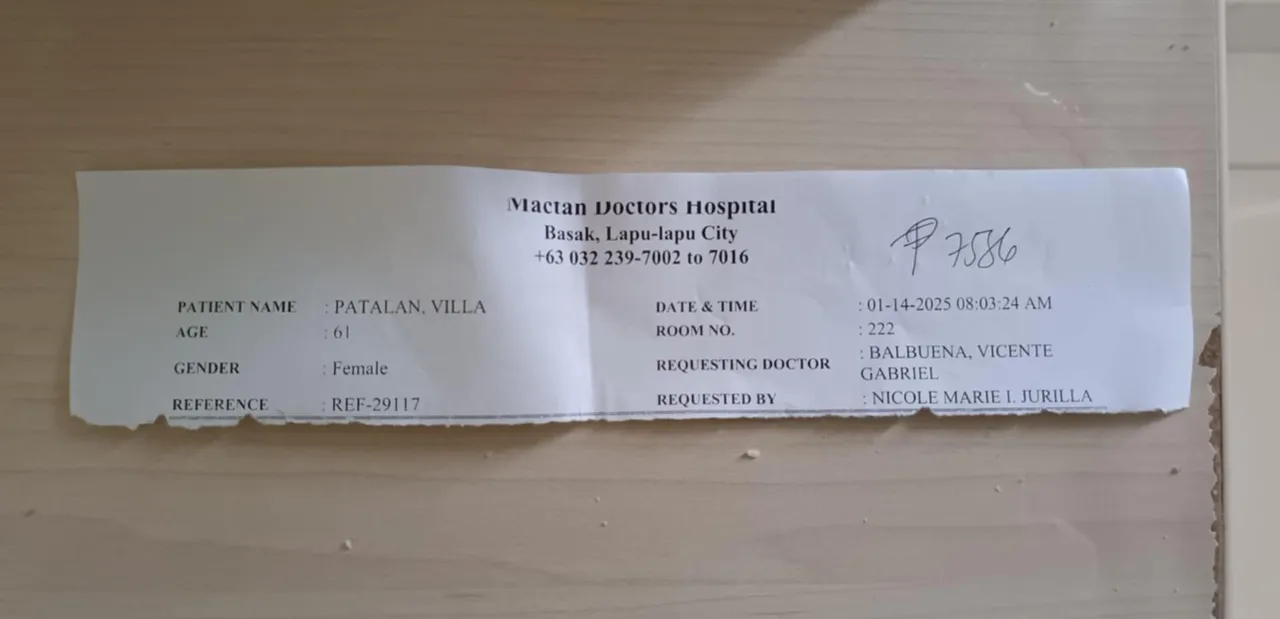 Mactan Doctors Hospital
Basak, Lapu-lapu City
+63 032 239-7002 to 7016
₱ 7586
PATIENT NAME : PATALAN, VILLA
DATE & TIME : 01-14-2025 08:03:24 AM
AGE : 61
ROOM NO. : 222
GENDER : Female
REQUESTING DOCTOR : BALBUENA, VICENTE
GABRIEL
REFERENCE : REF-29117
REQUESTED BY : NICOLE MARIE I. JURILLA